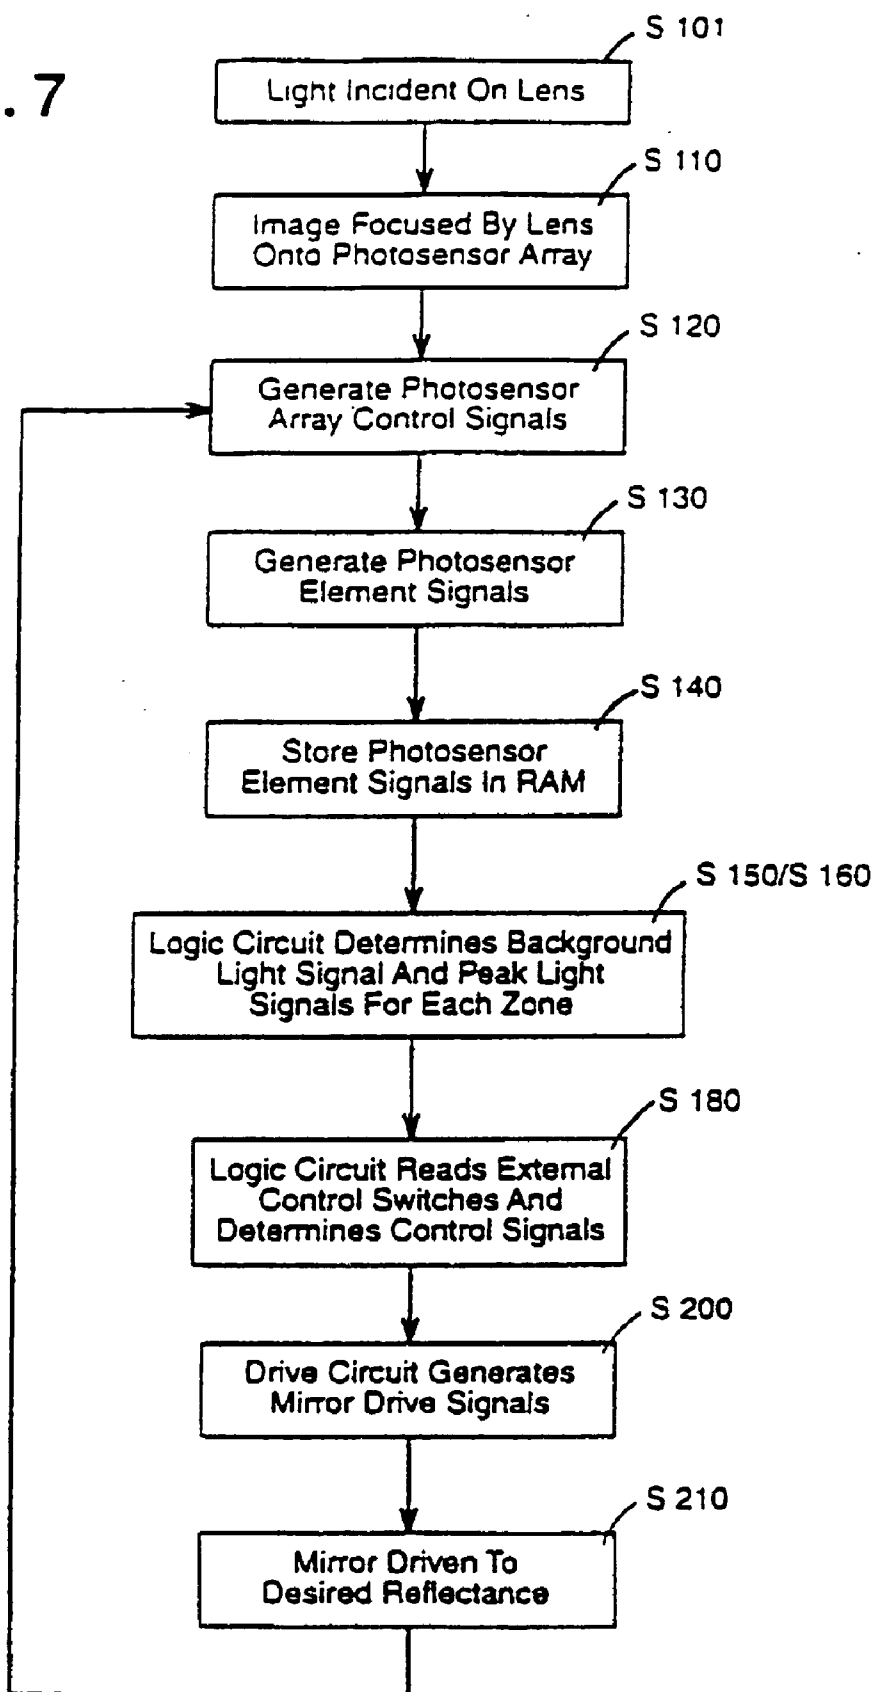 . 7
S 101
Light Incident On Lens
S 110
Image Focused By Lens
Onto Photosensor Array
S 120
Generate Photosensor
Array Control Signals
S 130
Generate Photosensor
Element Signals
S 140
Store Photosensor
Element Signals In RAM
S 150/S 160
Logic Circuit Determines Background
Light Signal And Peak Light
Signals For Each Zone
S 180
Logic Circuit Reads External
Control Switches And
Determines Control Signals
S 200
Drive Circuit Generates
Mirror Drive Signals
S 210
Mirror Driven To
Desired Reflectance